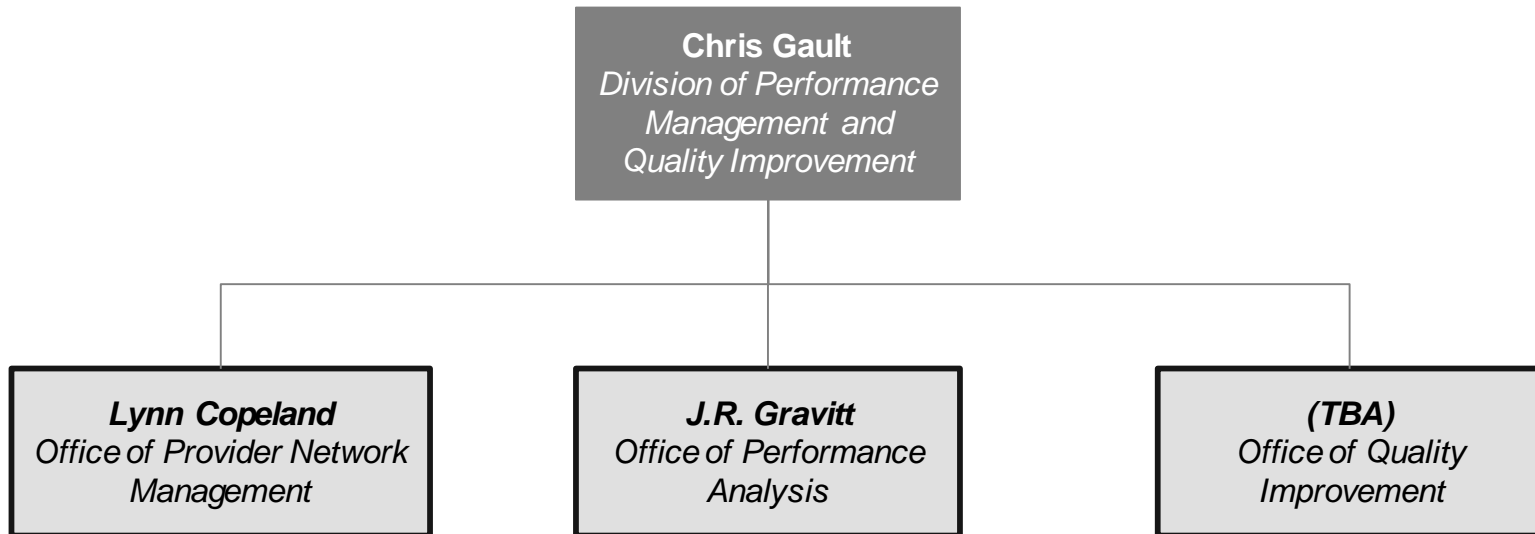 Chris Gault
Division of Performance
Management and
Quality Improvement
Lynn Copeland
Office of Provider Network
Management
J.R. Gravitt
Office of Performance
Analysis
(TBA)
Office of Quality
Improvement